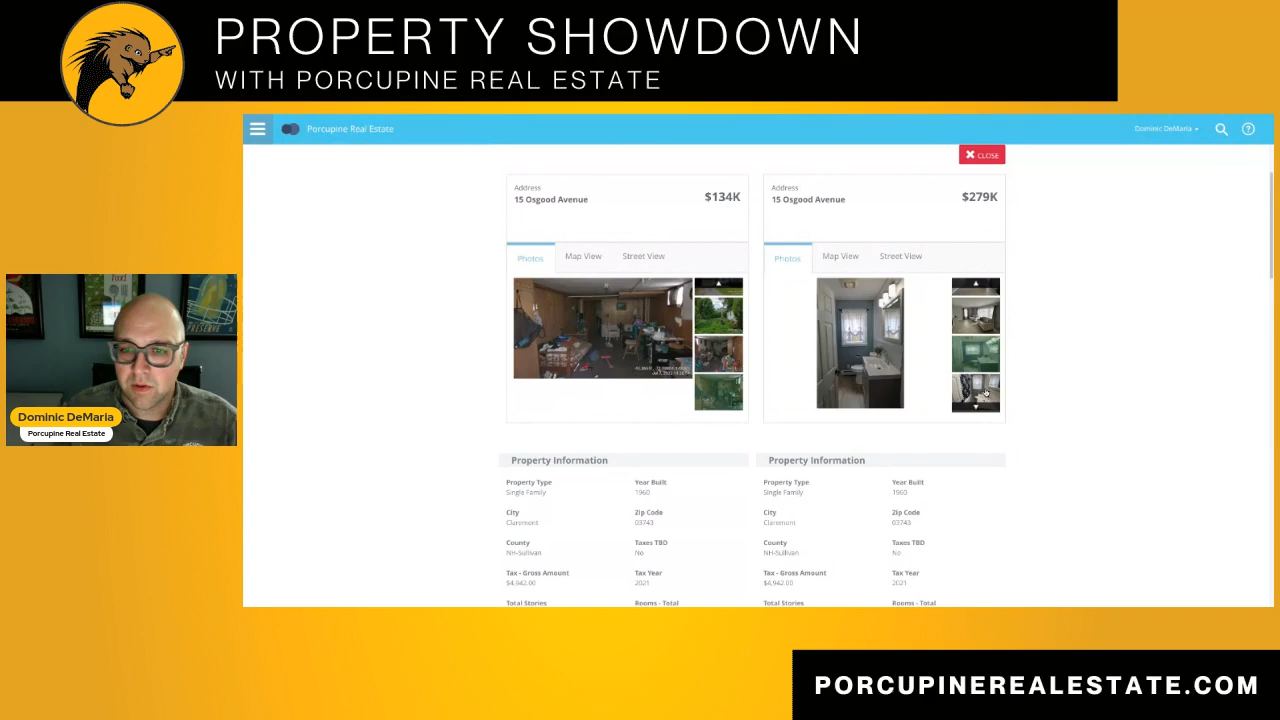 PROPERTY SHOWDOWN
WITH PORCUPINE REAL ESTATE
Porcupine Real Estate
Dominic DeMaria
CLOSE
Address
15 Osgood Avenue
$134K
Address
15 Osgood Avenue
$279K
Photos
Map View
Street View
Photos
Map View
Street View
Property Information
Property Information
Property Type
Year Built
Property Type
Year Built
Single Family
1960
Single Family
1960
City
Zip Code
City
Zip Code
Claremont
03743
Claremont
03743
County
Taxes TBD
County
Taxes TBD
NH-Sullivan
No
NH-Sullivan
No
Tax - Gross Amount
Tax Year
Tax - Gross Amount
Tax Year
$4,942.00
2021
$4,942.00
2021
Total Stories
Rooms - Total
Total Stories
Rooms - Total
Food
PRESERVE
Dominic DeMaria
Porcupine Real Estate
PORCUPINEREALESTATE.COM